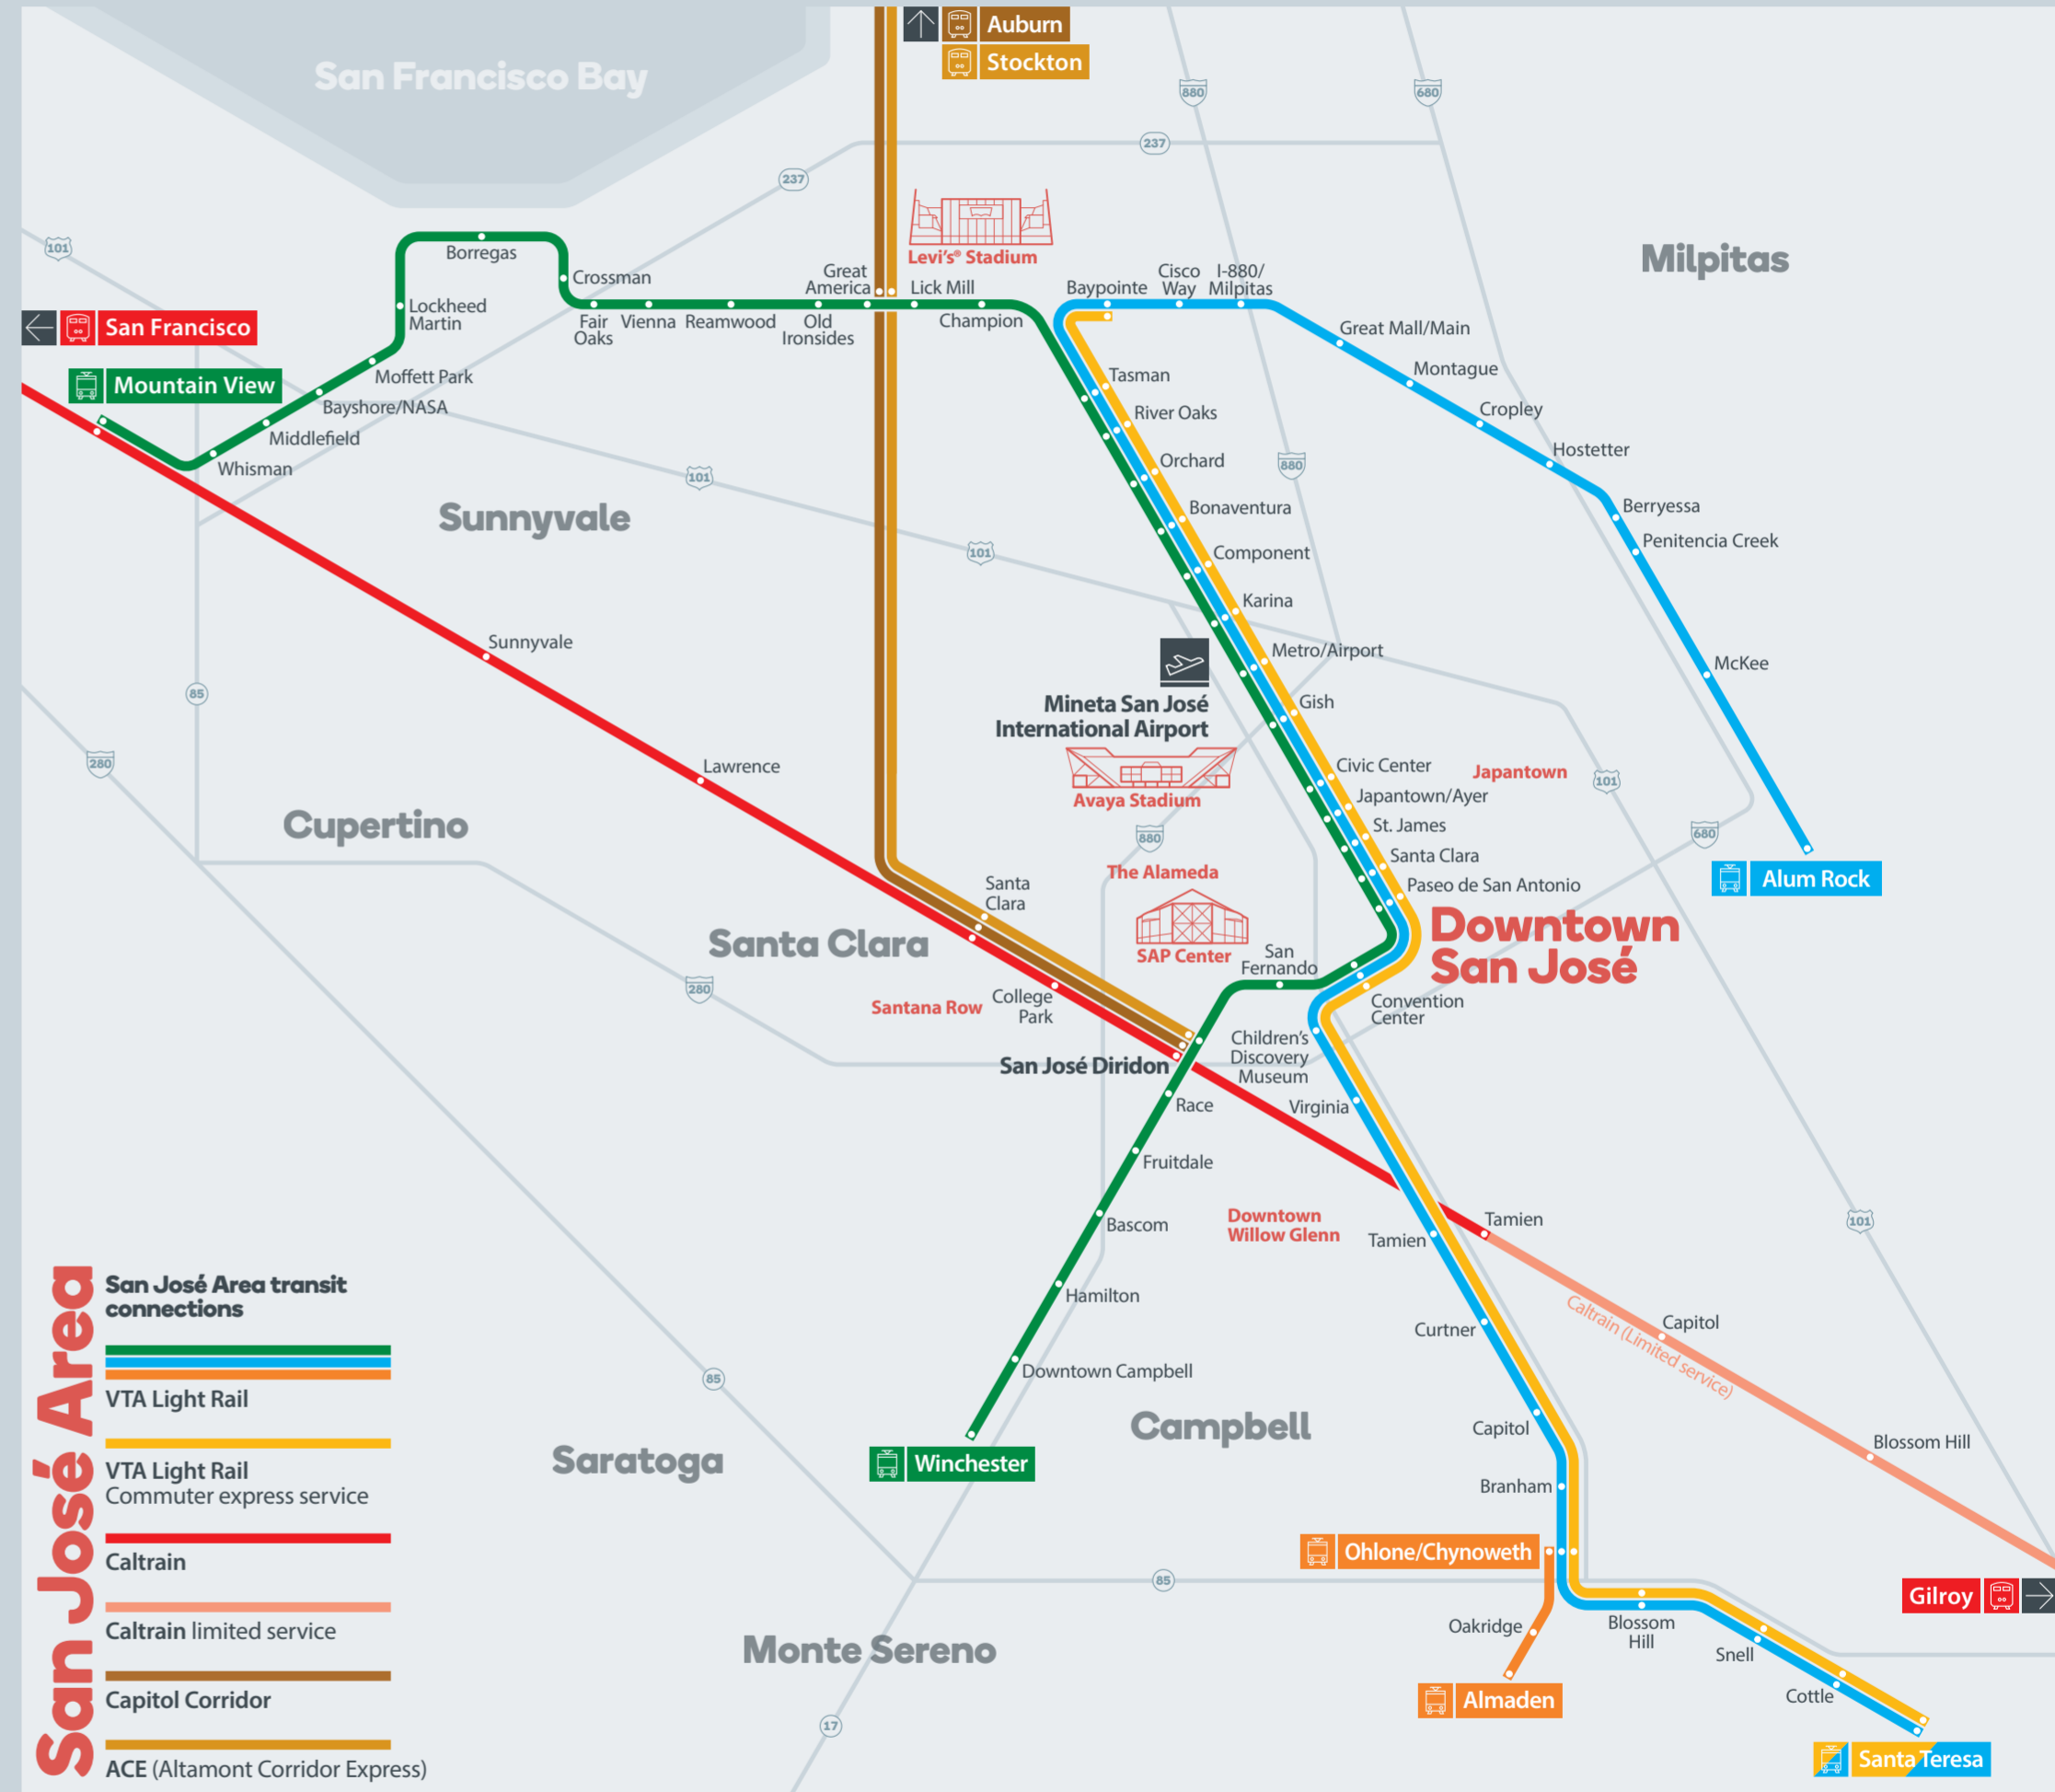 Auburn
Stockton
San Francisco Bay
880
680
237
237
101
Levi's® Stadium
Milpitas
Borregas
Crossman
Lockheed
Martin
San Francisco
Mountain View
Moffett Park
Bayshore/NASA
Middlefield
Whisman
Fair
Oaks
Vienna
Reamwood
Old
Ironsides
Great
America
Lick Mill
Champion
Baypointe
Cisco
Way
I-880/
Milpitas
Great Mall/Main
Montague
Cropley
Hostetter
Berryessa
Penitencia Creek
McKee
Alum Rock
Tasman
River Oaks
Orchard
Bonaventura
Component
Karina
Metro/Airport
Gish
Civic Center
Japantown/Ayer
St. James
Santa Clara
Paseo de San Antonio
Japantown
880
101
101
Sunnyvale
Sunnyvale
Lawrence
85
280
Cupertino
Mineta San José
International Airport
Avaya Stadium
880
The Alameda
SAP Center
101
680
Downtown
San José
Santa
Clara
Santa Clara
280
Santana Row
College
Park
San José Diridon
San
Fernando
Convention
Center
Children's
Discovery
Museum
Virginia
Race
Fruitdale
Bascom
Hamilton
Downtown Campbell
Winchester
Downtown
Willow Glenn
Tamien
Tamien
101
Caltrain (Limited service)
Capitol
Blossom Hill
Gilroy
Curtner
Capitol
Branham
Ohlone/Chynoweth
Campbell
Saratoga
85
85
Monte Sereno
17
Oakridge
Almaden
Blossom
Hill
Snell
Cottle
Santa Teresa
San José Area
San José Area transit
connections
VTA Light Rail
VTA Light Rail
Commuter express service
Caltrain
Caltrain limited service
Capitol Corridor
ACE (Altamont Corridor Express)